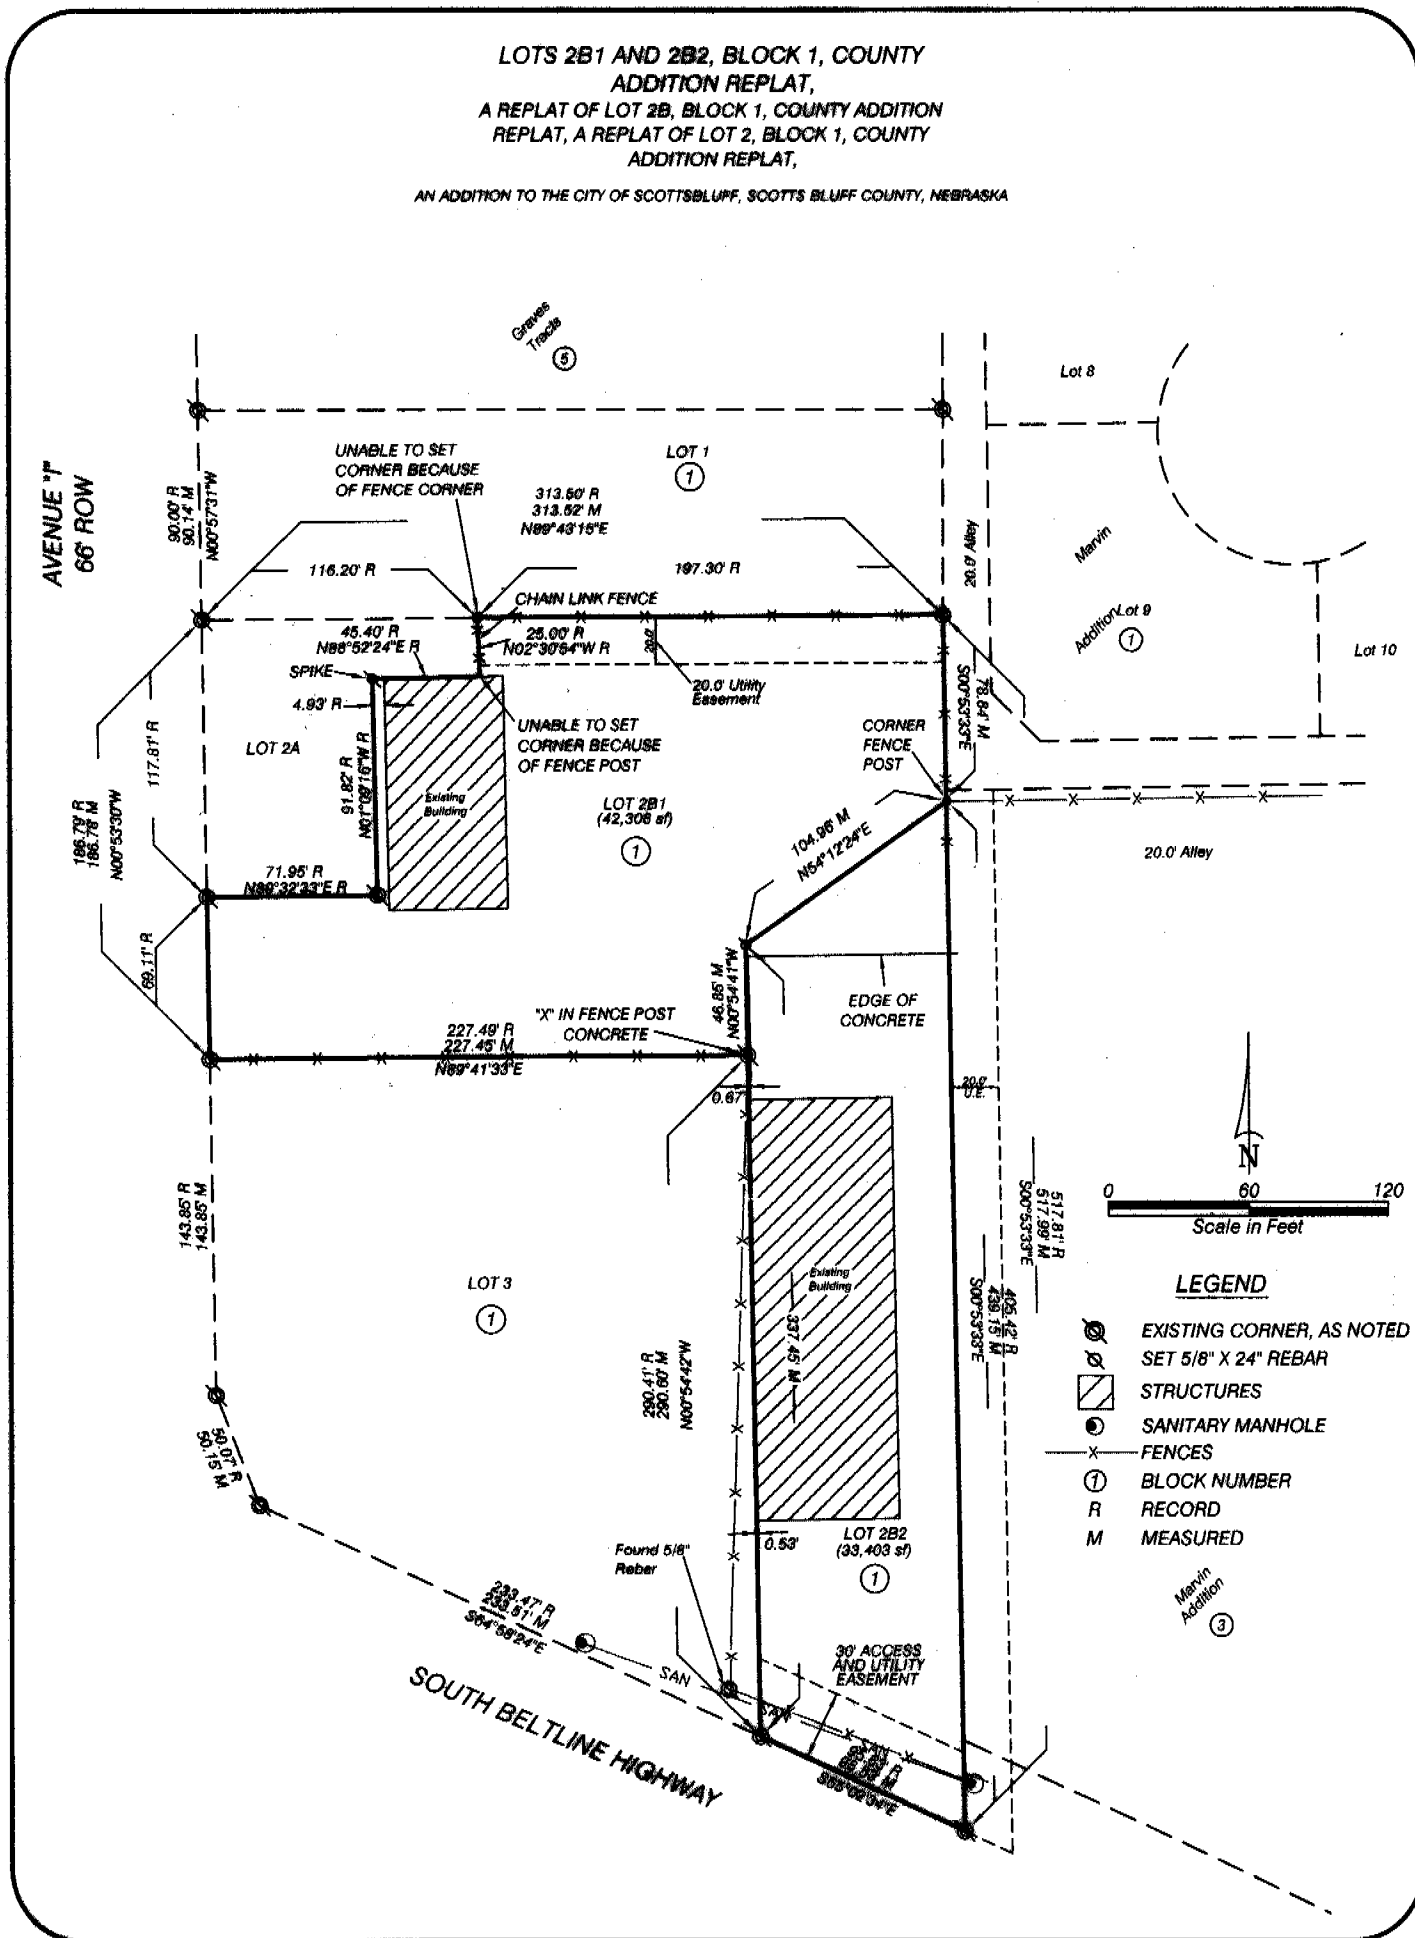 LOTS 2B1 AND 2B2, BLOCK 1, COUNTY
ADDITION REPLAT,
A REPLAT OF LOT 2B, BLOCK 1, COUNTY ADDITION
REPLAT, A REPLAT OF LOT 2, BLOCK 1, COUNTY
ADDITION REPLAT,
AN ADDITION TO THE CITY OF SCOTTSBLUFF, SCOTTS BLUFF COUNTY, NEBRASKA
Graves
Tracts
5
Lot 8
AVENUE "I"
66' ROW
90.00' R
90.14' M
N00°57'31"W
UNABLE TO SET
CORNER BECAUSE
OF FENCE CORNER
LOT 1
1
313.50' R
313.52' M
N89°43'15"E
116.20' R
197.30' R
20.0' Alley
Marvin
Addition
1
Lot 9
Lot 10
CHAIN LINK FENCE
45.40' R
N88°52'24"E R
25.00' R
N02°30'54"W R
20.0'
20.0' Utility
Easement
SPIKE
4.93' R
LOT 2A
117.81' R
186.79' R
186.78' M
N00°53'30"W
91.82' R
N01°09'16"W R
Existing
Building
UNABLE TO SET
CORNER BECAUSE
OF FENCE POST
LOT 2B1
(42,308 sf)
1
CORNER
FENCE
POST
78.84' M
S00°53'33"E
104.96' M
N54°12'24"E
20.0' Alley
71.95' R
N89°32'33"E R
69.11' R
46.85' M
N00°54'41"W
EDGE OF
CONCRETE
"X" IN FENCE POST
CONCRETE
227.49' R
227.45' M
N89°41'33"E
0.67'
20.0'
U.E.
N
0 60 120
Scale in Feet
143.85' R
143.85' M
517.81' R
517.99' M
S00°53'33"E
LOT 3
1
Existing
Building
337.45' M
405.42' R
439.15' M
S00°53'33"E
290.41' R
290.60' M
N00°54'42"W
LEGEND
EXISTING CORNER, AS NOTED
SET 5/8" X 24" REBAR
STRUCTURES
SANITARY MANHOLE
X FENCES
1 BLOCK NUMBER
R RECORD
M MEASURED
50.07' R
50.15' M
Found 5/8"
Rebar
0.53'
LOT 2B2
(33,403 sf)
1
Marvin
Addition
3
233.47' R
S64°58'24"E
30' ACCESS
AND UTILITY
EASEMENT
SAN
SAN
SAN
SOUTH BELTLINE HIGHWAY